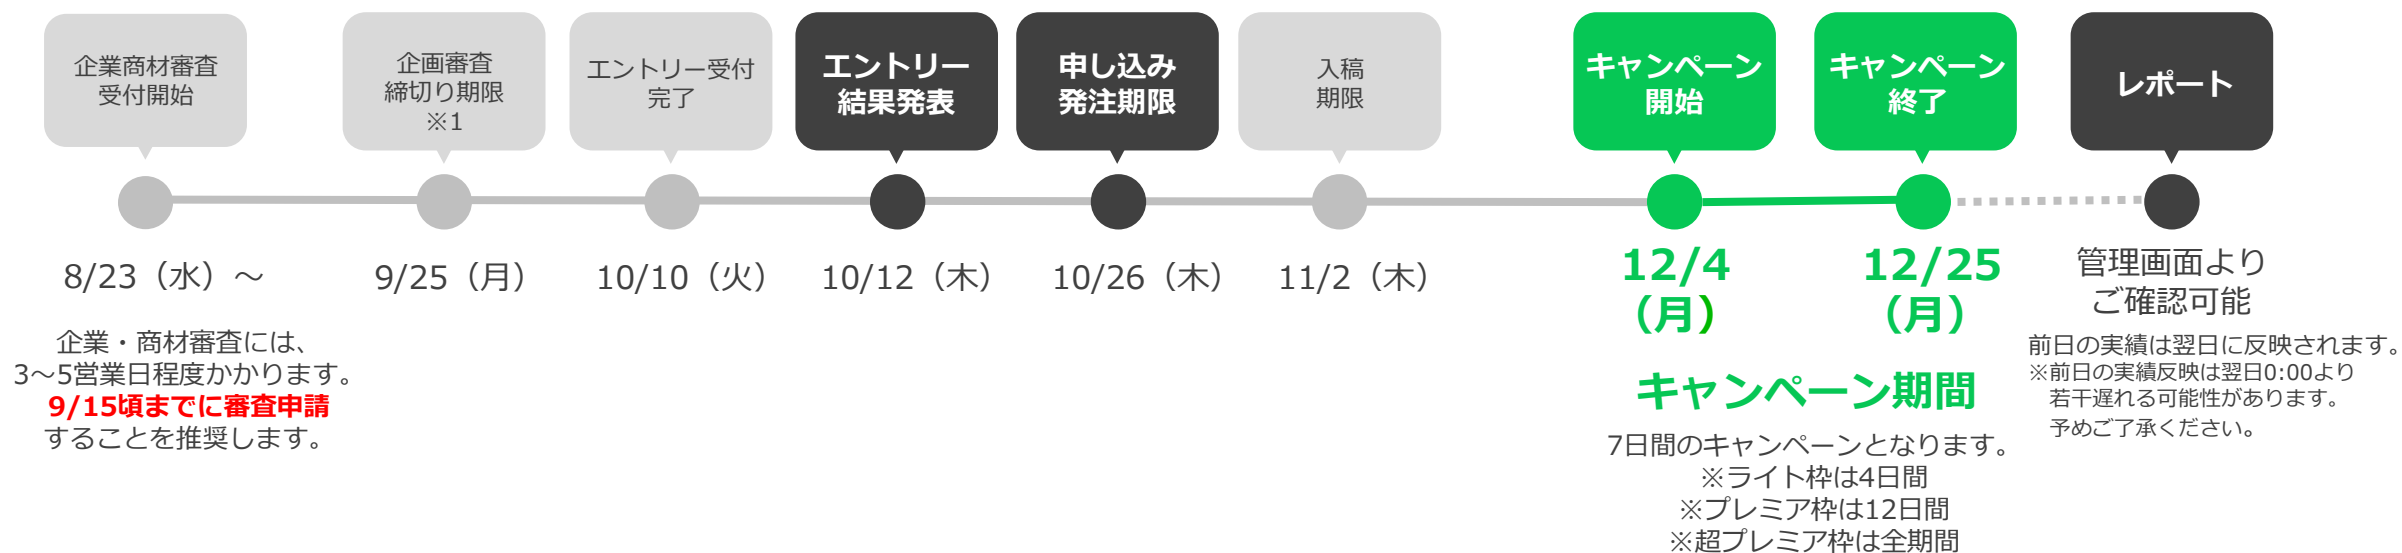 企業商材審査
受付開始
企画審査
締切り期限
※1
エントリー受付
完了
エントリー
結果発表
申し込み
発注期限
入稿
期限
キャンペーン
開始
キャンペーン
終了
レポート
8/23（水）～
9/25（月）
10/10（火）
10/12（木）
10/26（木）
11/2（木）
12/4
（月）
12/25
（月）
管理画面より
ご確認可能
企業・商材審査には、
3～5営業日程度かかります。
9/15頃までに審査申請
することを推奨します。
キャンペーン期間
7日間のキャンペーンとなります。
※ライト枠は4日間
※プレミア枠は12日間
※超プレミア枠は全期間
前日の実績は翌日に反映されます。
※前日の実績反映は翌日0:00より
若干遅れる可能性があります。
予めご了承ください。